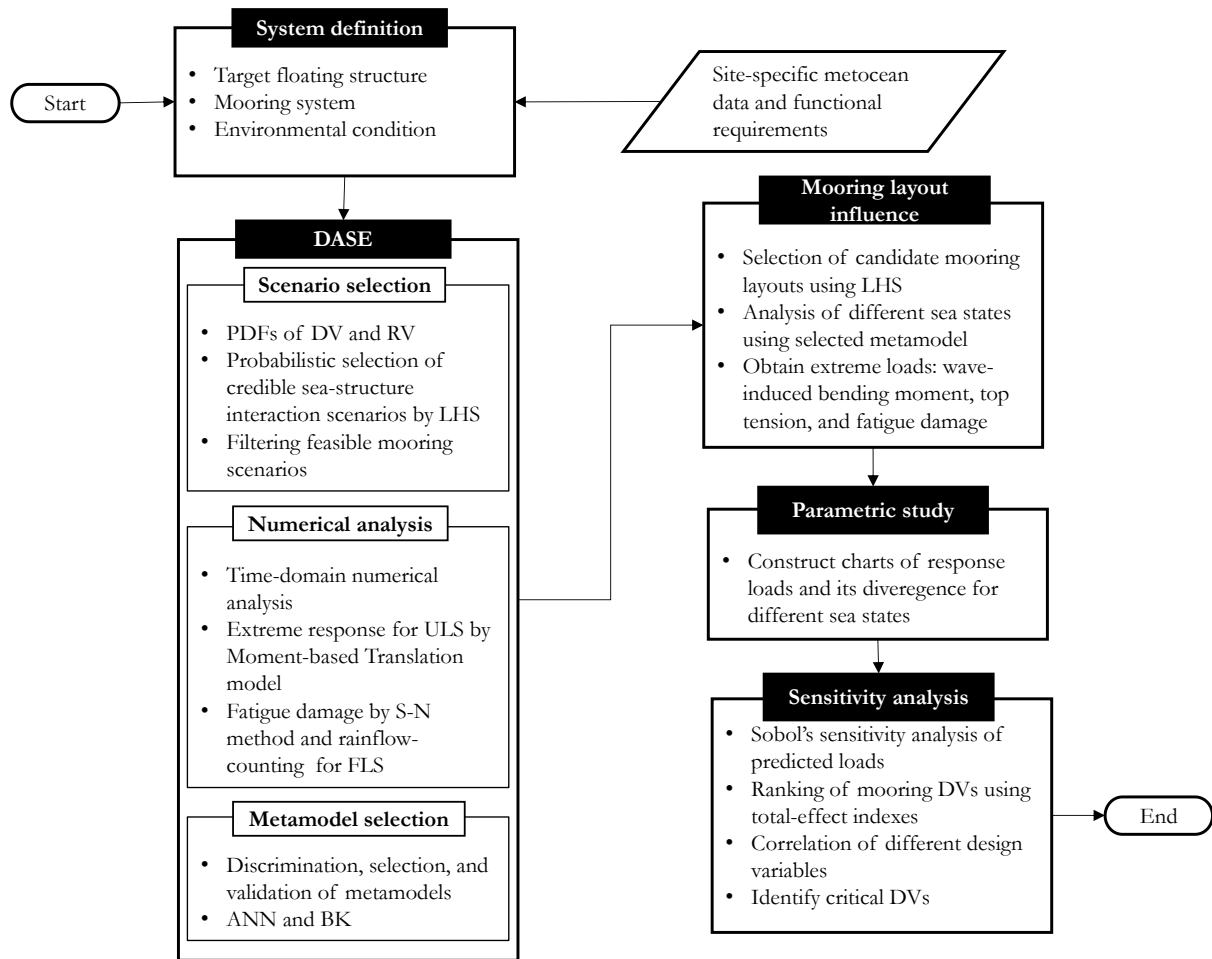 Start
System definition
• Target floating structure
• Mooring system
• Environmental condition
Site-specific metocean
data and functional
requirements
DASE
Scenario selection
• PDFs of DV and RV
• Probabilistic selection of
credible sea-structure
interaction scenarios by LHS
• Filtering feasible mooring
scenarios
Numerical analysis
• Time-domain numerical
analysis
• Extreme response for ULS by
Moment-based Translation
model
• Fatigue damage by S-N
method and rainflow-
counting for FLS
Metamodel selection
• Discrimination, selection, and
validation of metamodels
• ANN and BK
Mooring layout
influence
• Selection of candidate mooring
layouts using LHS
• Analysis of different sea states
using selected metamodel
• Obtain extreme loads: wave-
induced bending moment, top
tension, and fatigue damage
Parametric study
• Construct charts of response
loads and its diveregence for
different sea states
Sensitivity analysis
• Sobol's sensitivity analysis of
predicted loads
• Ranking of mooring DVs using
total-effect indexes
• Correlation of different design
variables
• Identify critical DVs
End